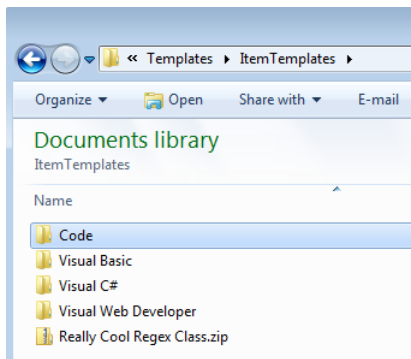 « Templates ▸ ItemTemplates ▸
Organize ▾ Open Share with ▾ E-mail
Documents library
ItemTemplates
Name
Code
Visual Basic
Visual C#
Visual Web Developer
Really Cool Regex Class.zip